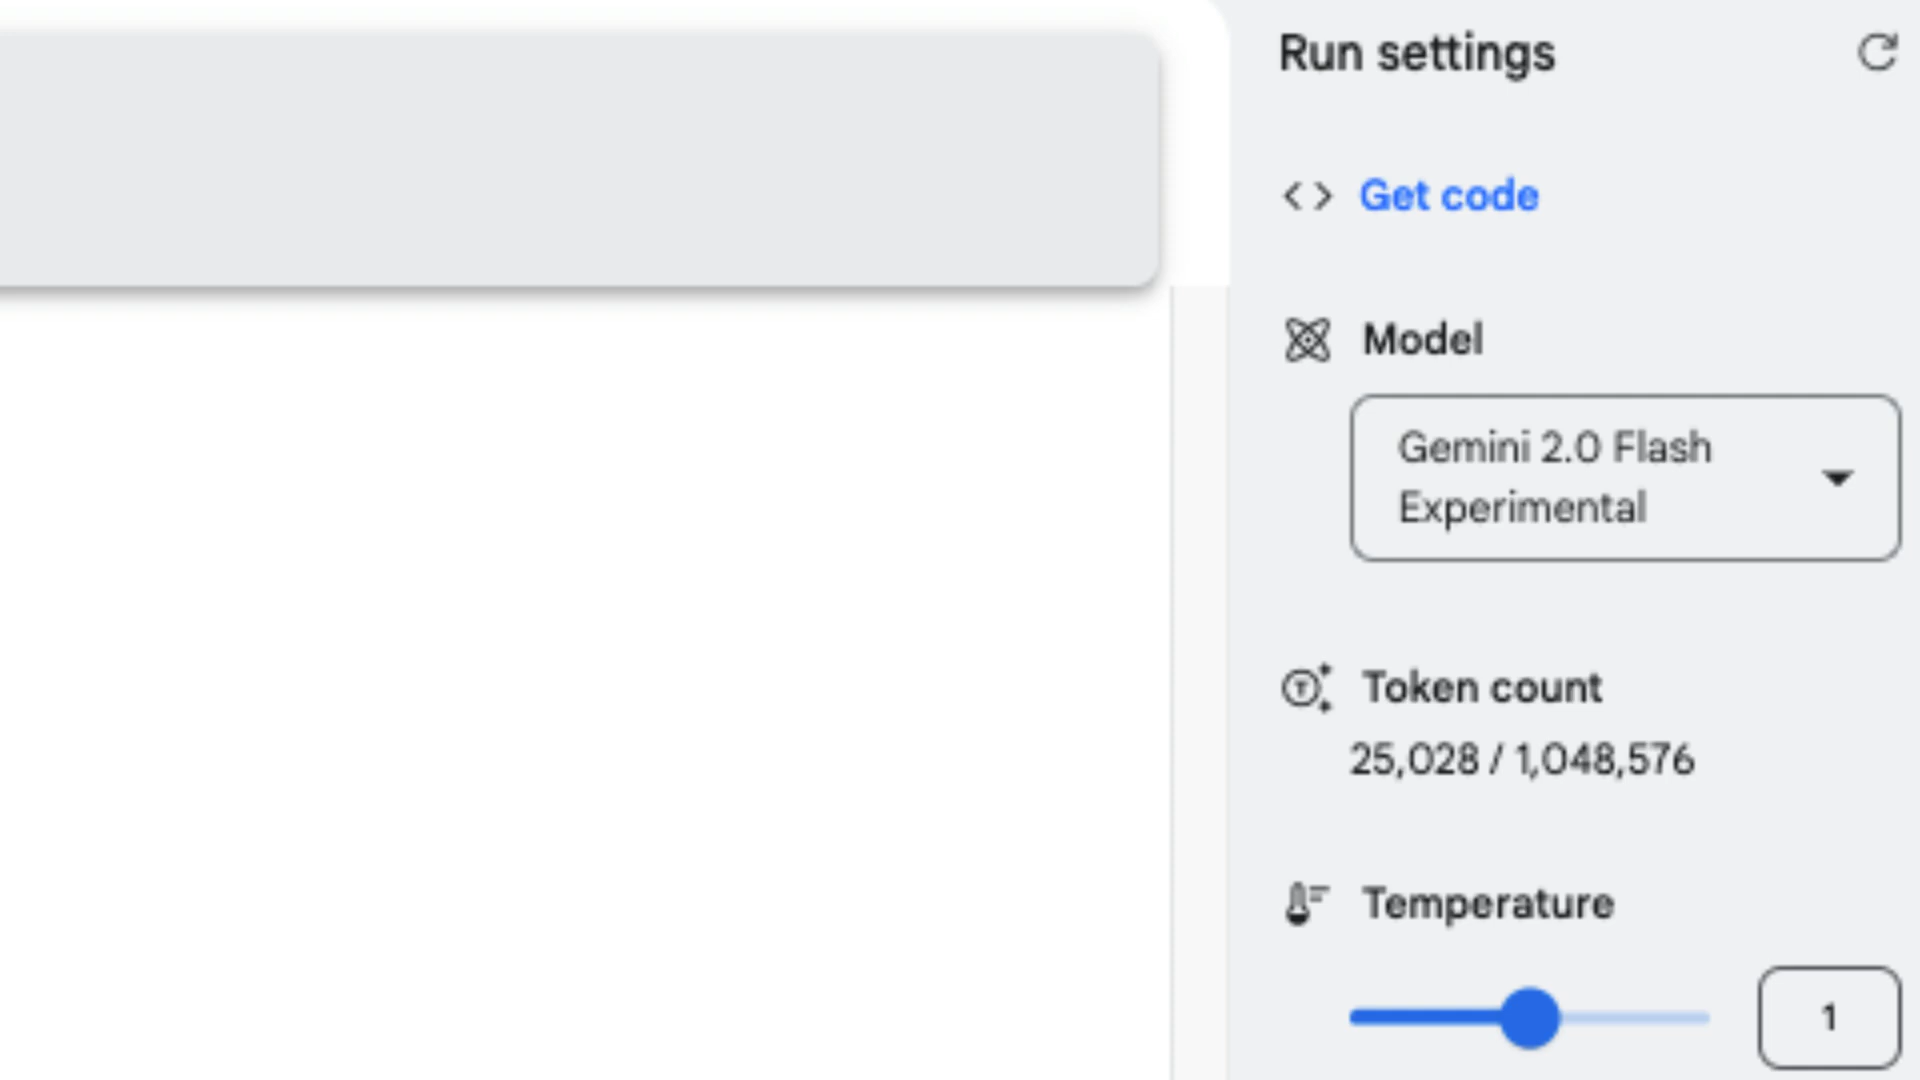 Run settings
Get code
Model
Gemini 2.0 Flash
Experimental
Token count
25,028 / 1,048,576
Temperature
1